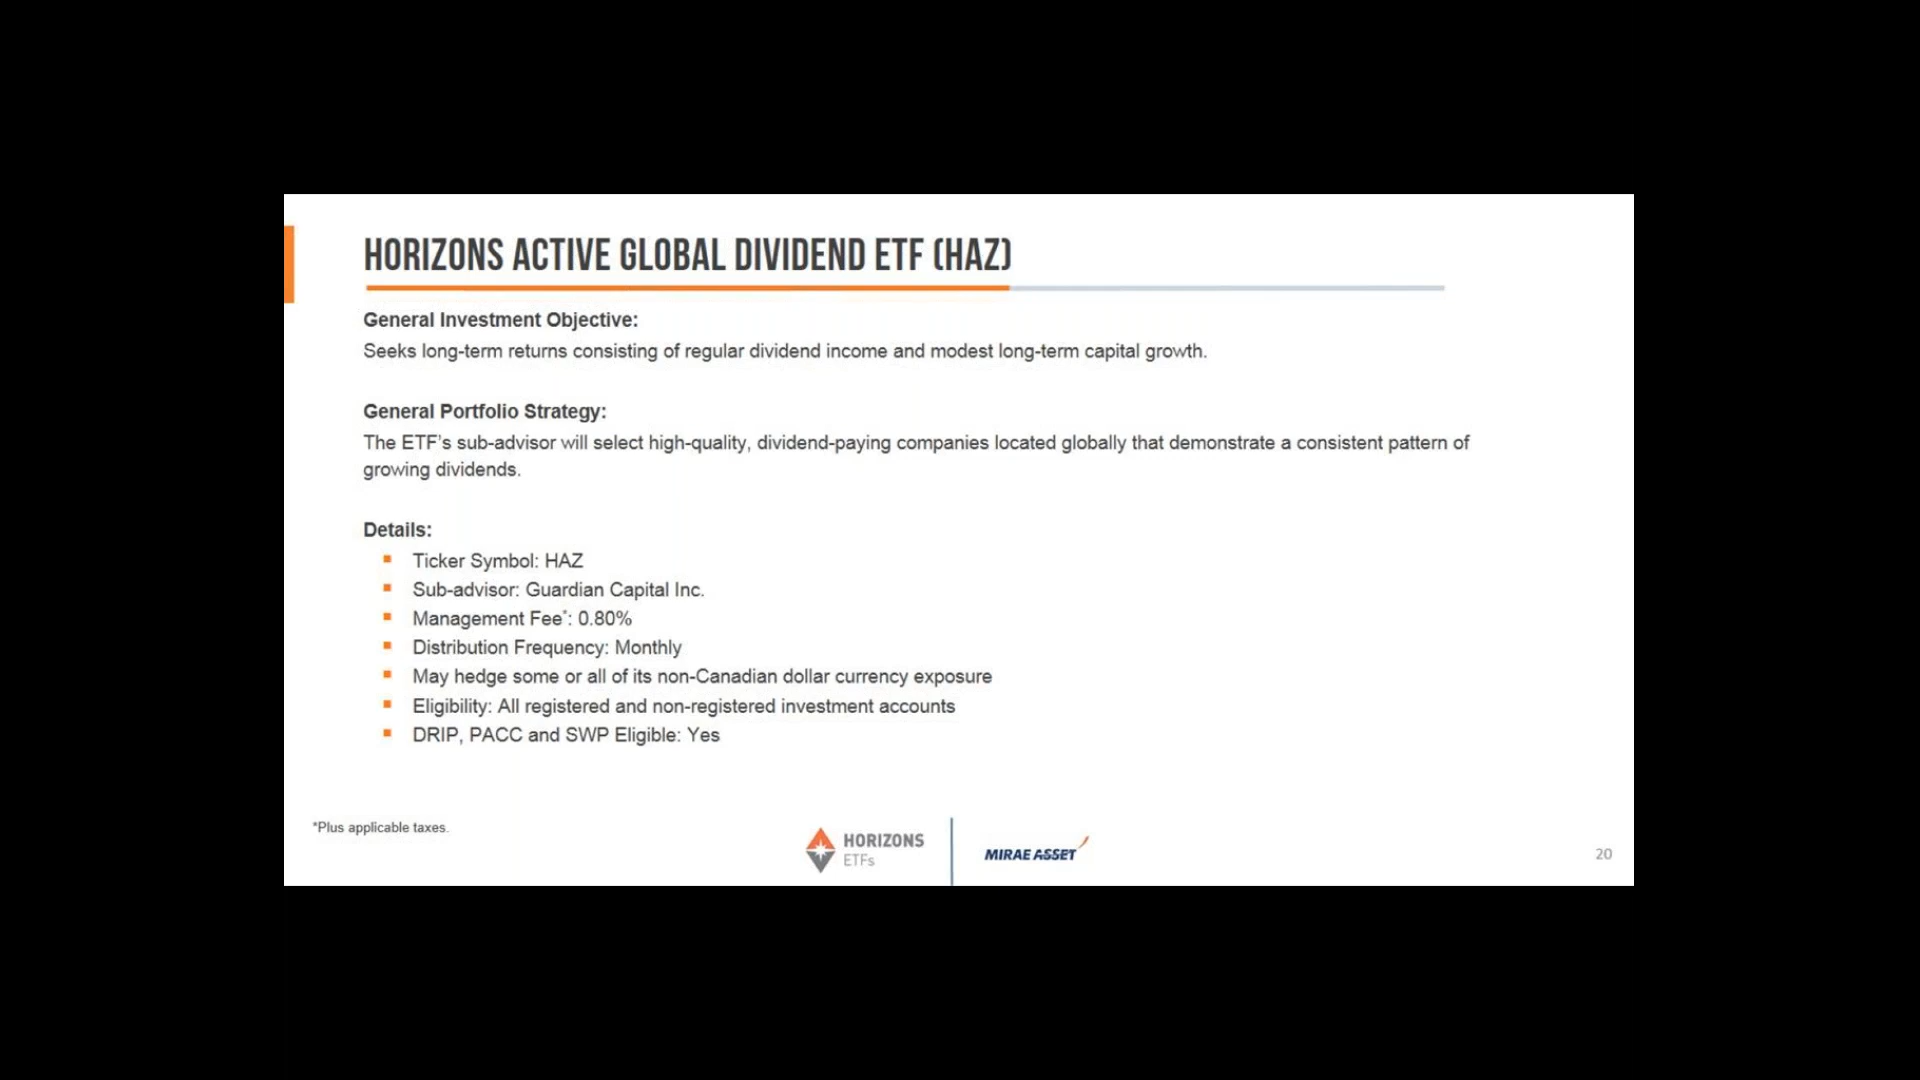 HORIZONS ACTIVE GLOBAL DIVIDEND ETF (HAZ)
General Investment Objective:
Seeks long-term returns consisting of regular dividend income and modest long-term capital growth.
General Portfolio Strategy:
The ETF's sub-advisor will select high-quality, dividend-paying companies located globally that demonstrate a consistent pattern of
growing dividends.
Details:
▪ Ticker Symbol: HAZ
▪ Sub-advisor: Guardian Capital Inc.
▪ Management Fee*: 0.80%
▪ Distribution Frequency: Monthly
▪ May hedge some or all of its non-Canadian dollar currency exposure
▪ Eligibility: All registered and non-registered investment accounts
▪ DRIP, PACC and SWP Eligible: Yes
*Plus applicable taxes.
HORIZONS
ETFs
MIRAE ASSET
20